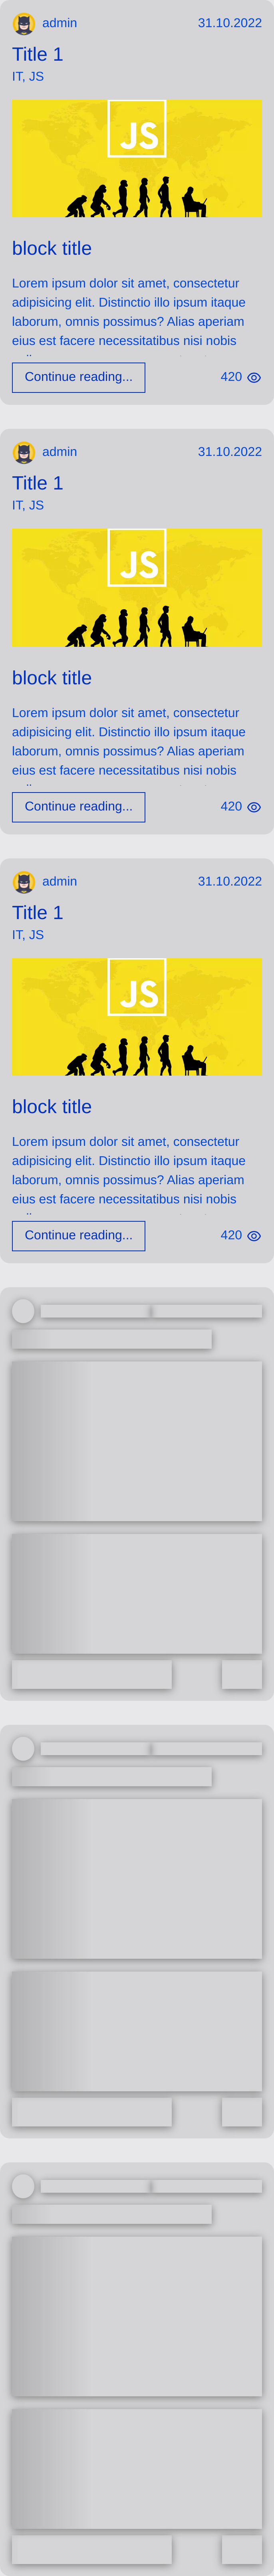 admin 31.10.2022
Title 1
IT, JS
JS
block title
Lorem ipsum dolor sit amet, consectetur
adipisicing elit. Distinctio illo ipsum itaque
laborum, omnis possimus? Alias aperiam
eius est facere necessitatibus nisi nobis
Continue reading... 420
admin 31.10.2022
Title 1
IT, JS
JS
block title
Lorem ipsum dolor sit amet, consectetur
adipisicing elit. Distinctio illo ipsum itaque
laborum, omnis possimus? Alias aperiam
eius est facere necessitatibus nisi nobis
Continue reading... 420
admin 31.10.2022
Title 1
IT, JS
JS
block title
Lorem ipsum dolor sit amet, consectetur
adipisicing elit. Distinctio illo ipsum itaque
laborum, omnis possimus? Alias aperiam
eius est facere necessitatibus nisi nobis
Continue reading... 420